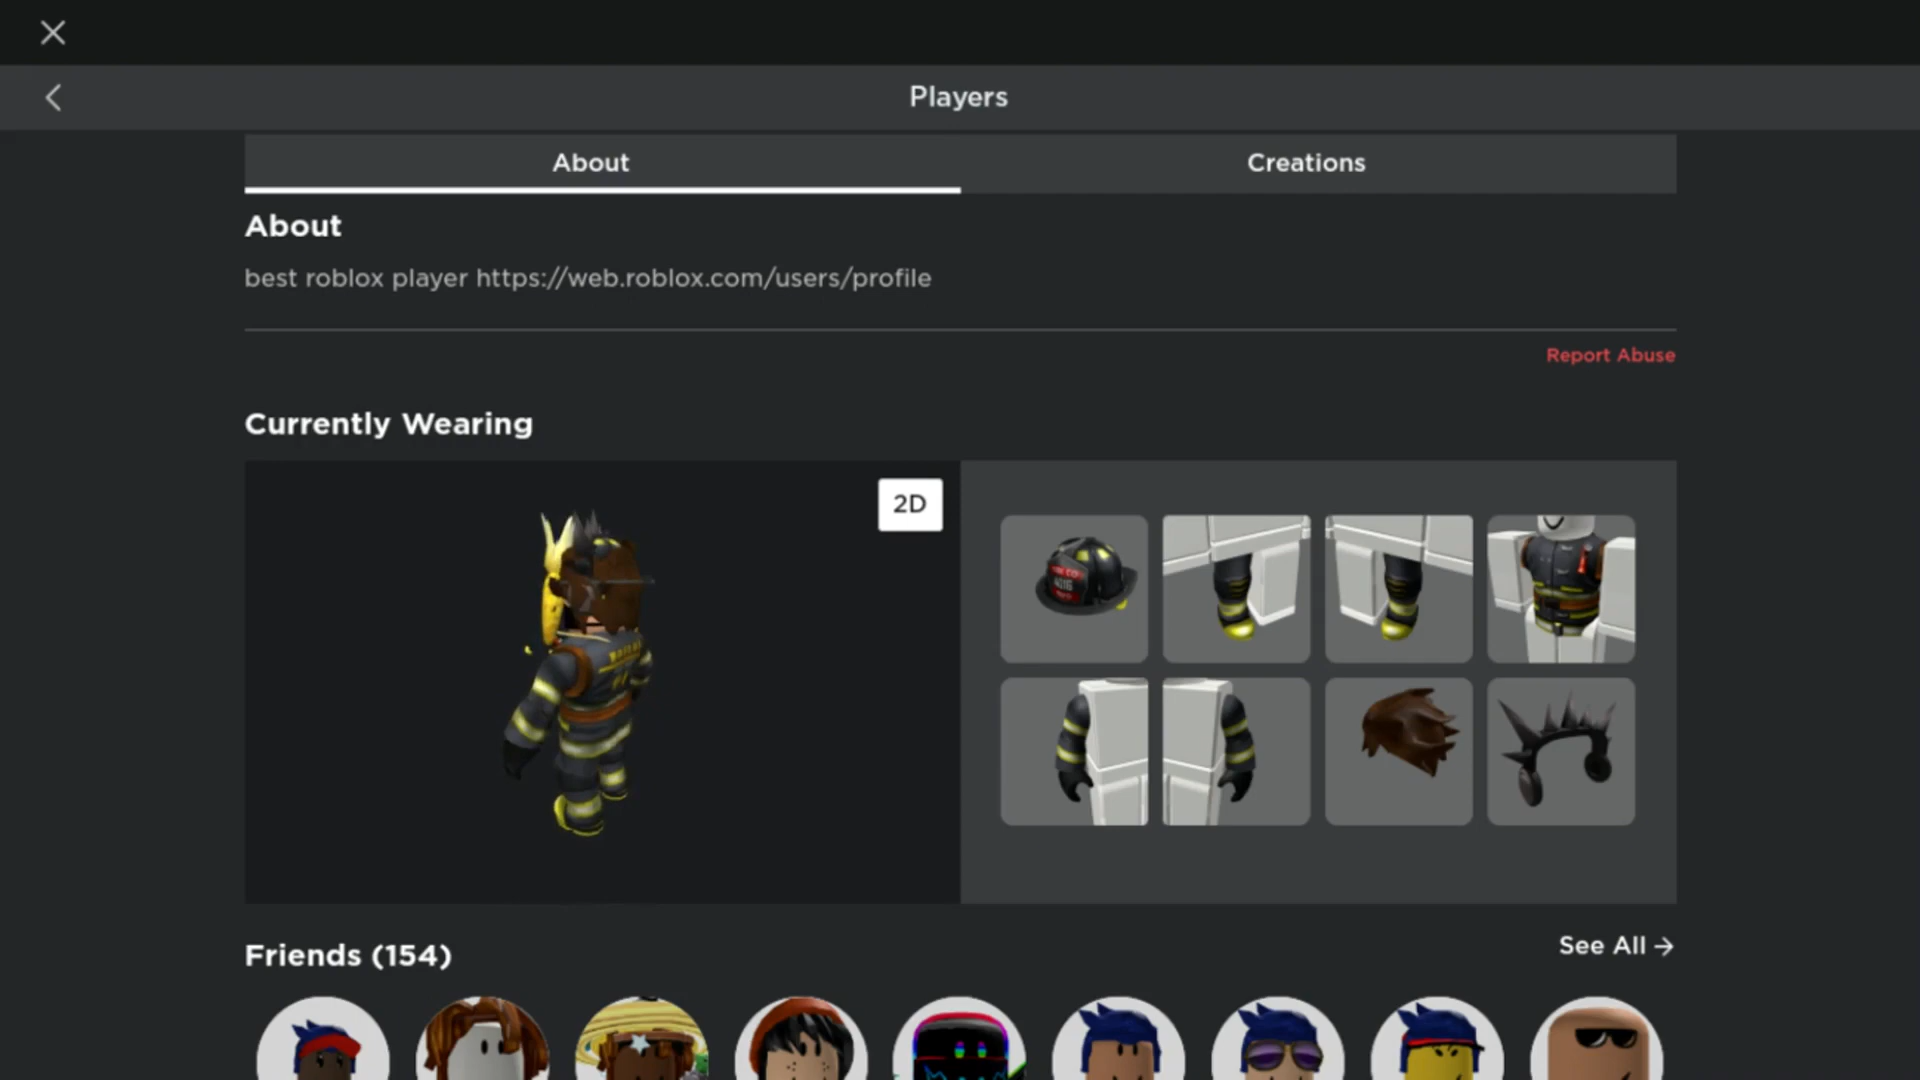 Players
About
Creations
About
best roblox player https://web.roblox.com/users/profile
Report Abuse
Currently Wearing
2D
4016
Friends (154)
See All →